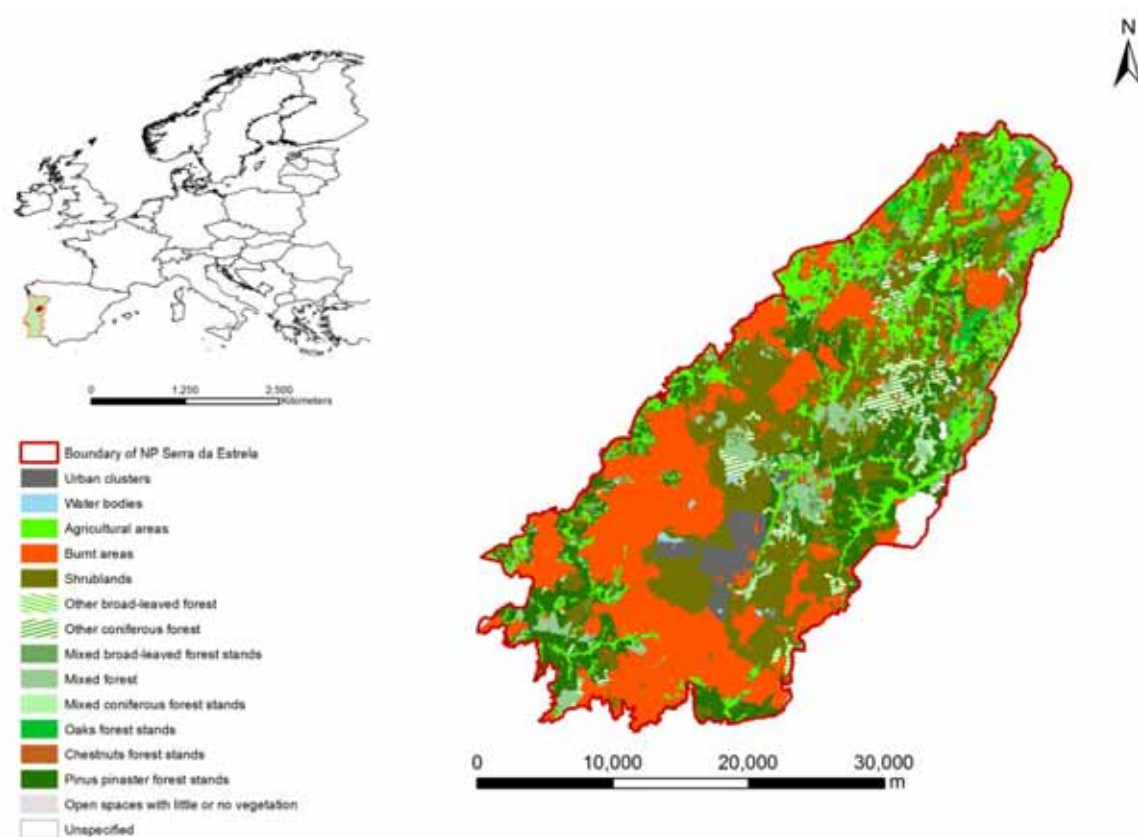 N
0 1,250 2,500
Kilometers
Boundary of NP Serra da Estrela
Urban clusters
Water bodies
Agricultural areas
Burnt areas
Shrublands
Other broad-leaved forest
Other coniferous forest
Mixed broad-leaved forest stands
Mixed forest
Mixed coniferous forest stands
Oaks forest stands
Chestnuts forest stands
Pinus pinaster forest stands
Open spaces with little or no vegetation
Unspecified
0 10,000 20,000 30,000
m